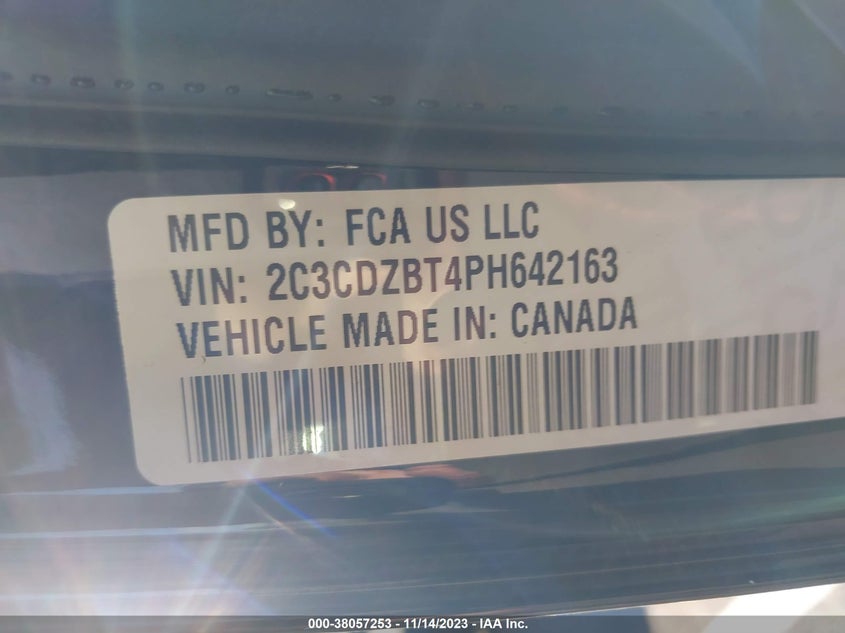 MFD BY: FCA US LLC
VIN: 2C3CDZBT4PH642163
VEHICLE MADE IN: CANADA
000-38057253 - 11/14/2023 - IAA Inc.